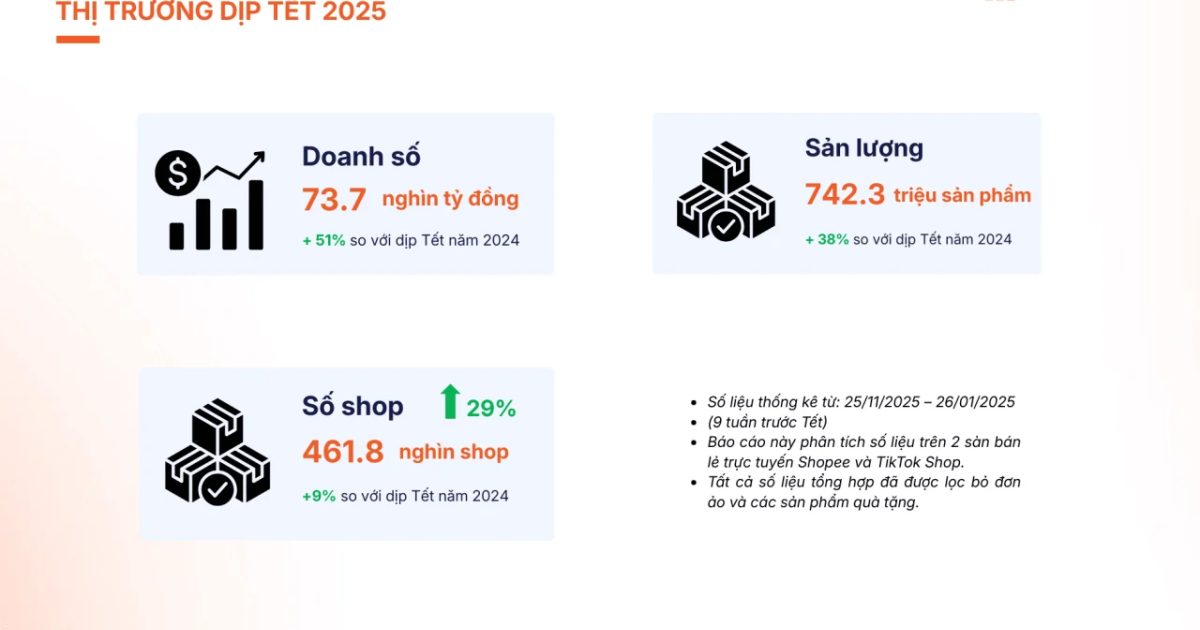 THỊ TRƯỜNG DỊP TẾT 2025
$
Doanh số
73.7 nghìn tỷ đồng
+ 51% so với dịp Tết năm 2024
Sản lượng
742.3 triệu sản phẩm
+ 38% so với dịp Tết năm 2024
Số shop 29%
461.8 nghìn shop
+9% so với dịp Tết năm 2024
• Số liệu thống kê từ: 25/11/2025 – 26/01/2025
• (9 tuần trước Tết)
• Báo cáo này phân tích số liệu trên 2 sàn bán
lẻ trực tuyến Shopee và TikTok Shop.
• Tất cả số liệu tổng hợp đã được lọc bỏ đơn
ảo và các sản phẩm quà tặng.